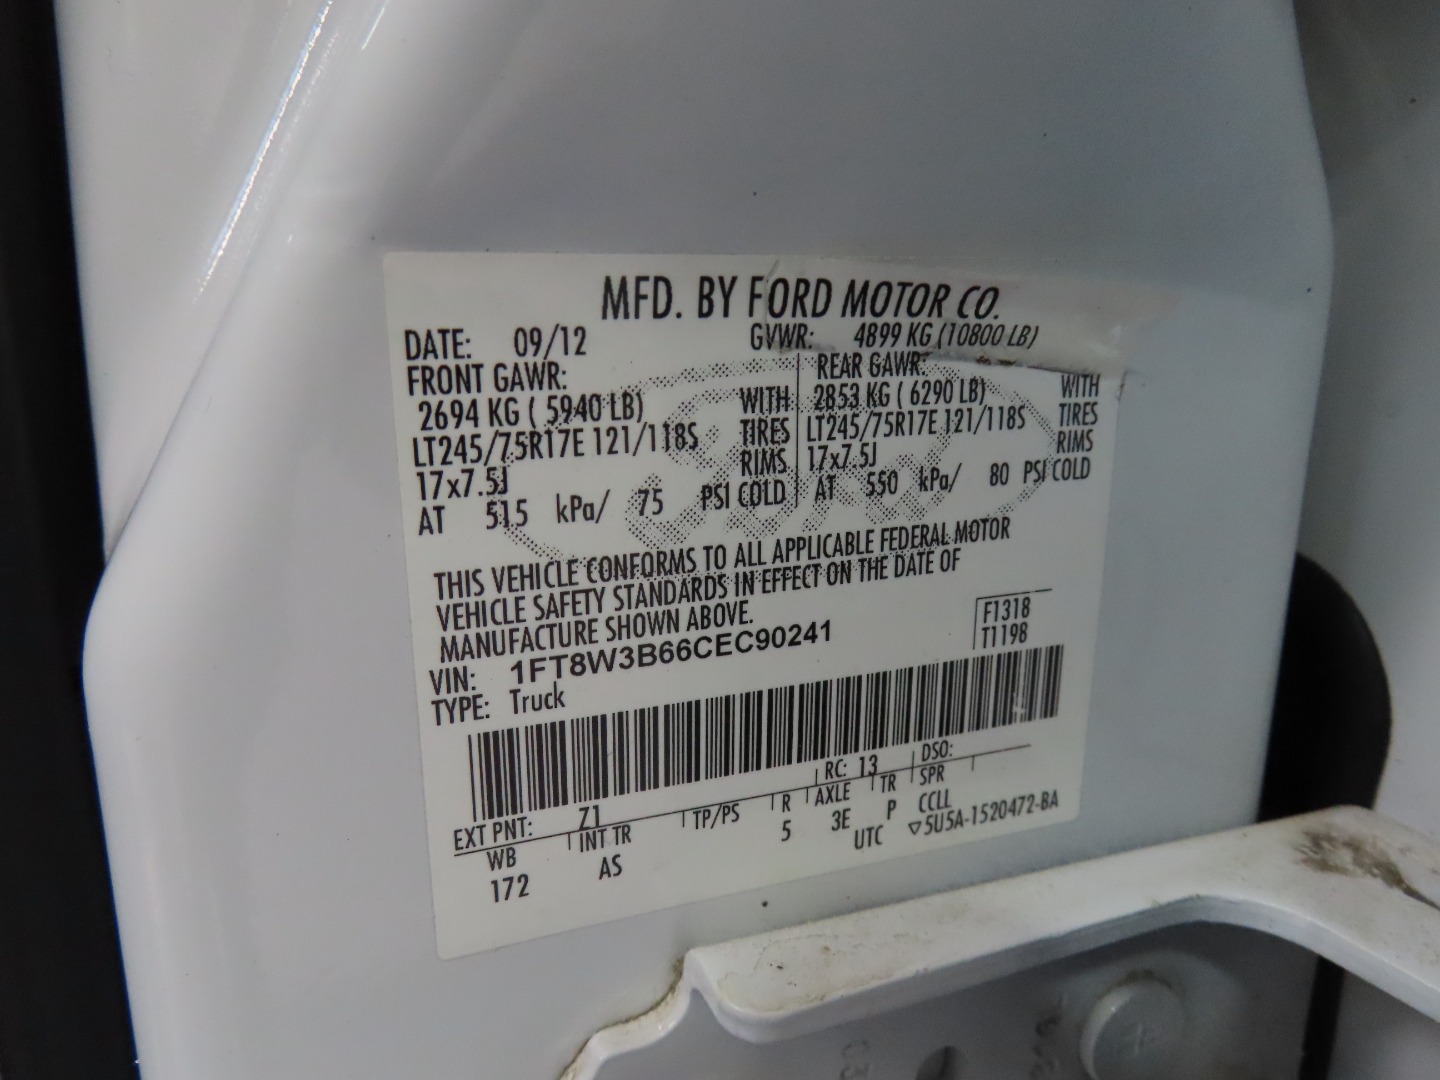 MFD. BY FORD MOTOR CO.
DATE: 09/12 GVWR: 4899 KG (10800 LB)
FRONT GAWR: REAR GAWR:
2694 KG ( 5940 LB) WITH 2853 KG ( 6290 LB) WITH
LT245/75R17E 121/118S TIRES LT245/75R17E 121/118S TIRES
17x7.5J RIMS 17x7.5J RIMS
AT 515 kPa/ 75 PSI COLD AT 550 kPa/ 80 PSI COLD
THIS VEHICLE CONFORMS TO ALL APPLICABLE FEDERAL MOTOR
VEHICLE SAFETY STANDARDS IN EFFECT ON THE DATE OF
MANUFACTURE SHOWN ABOVE.
F1318
T1198
VIN: 1FT8W3B66CEC90241
TYPE: Truck
EXT PNT: Z1 RC: 13 DSO:
WB INT TR TP/PS R AXLE TR SPR
172 AS 5 3E P CCLL
UTC ▽5U5A-1520472-BA